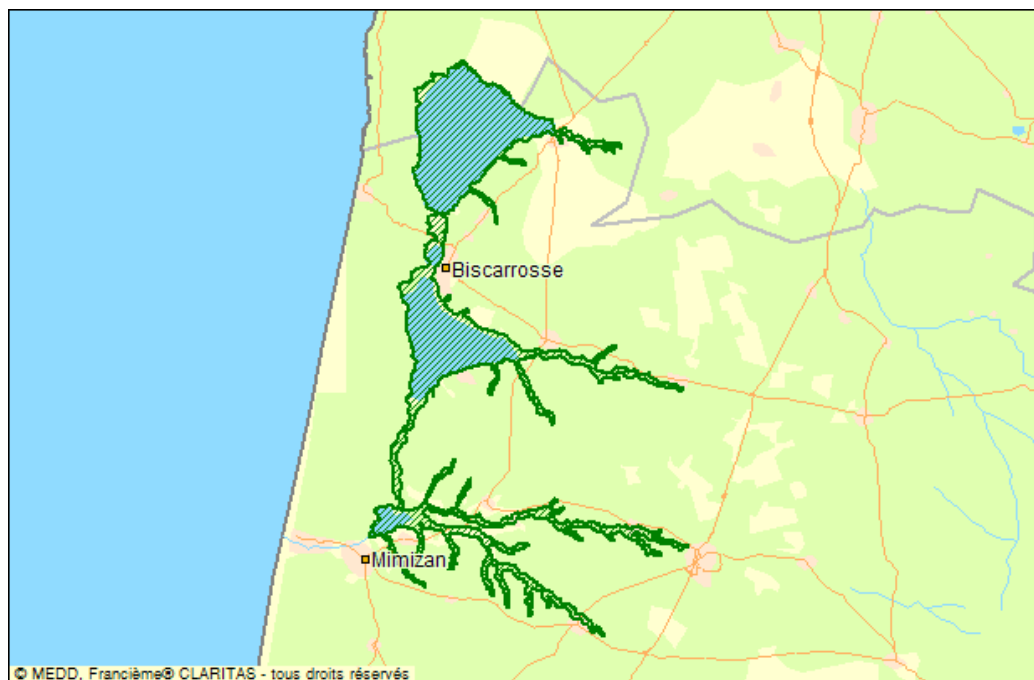 Biscarrosse
Mimizan
© MEDD, Francième® CLARITAS - tous droits réservés